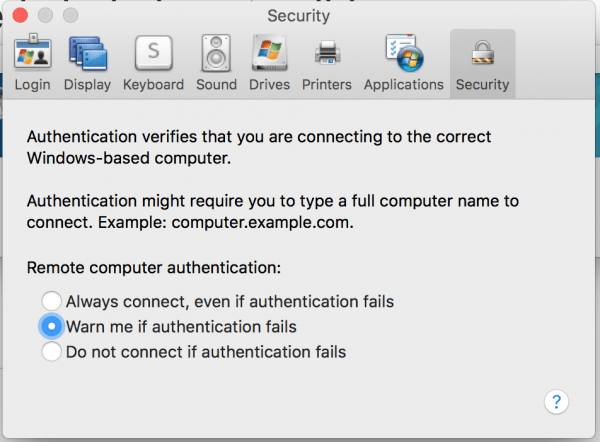 Security
S
Login Display Keyboard Sound Drives Printers Applications Security
Authentication verifies that you are connecting to the correct
Windows-based computer.
Authentication might require you to type a full computer name to
connect. Example: computer.example.com.
Remote computer authentication:
Always connect, even if authentication fails
Warn me if authentication fails
Do not connect if authentication fails
?